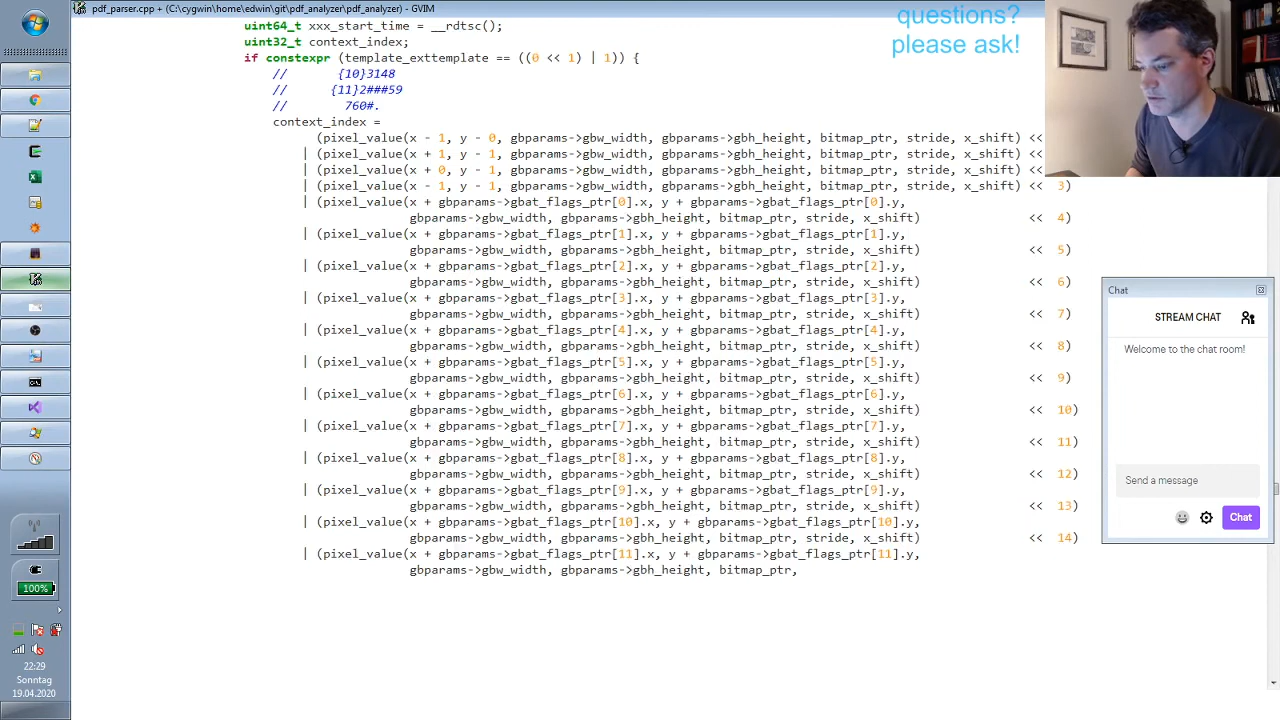 pdf_parser.cpp + (C:\cygwin\home\edwin\git\pdf_analyzer\pdf_analyzer) - GVIM
uint64_t xxx_start_time = __rdtsc();
uint32_t context_index;
if constexpr (template_exttemplate == ((0 << 1) | 1)) {
//       {10}3148
//      {11}2###59
//        760#.
context_index =
(pixel_value(x - 1, y - 0, gbparams->gbw_width, gbparams->gbh_height, bitmap_ptr, stride, x_shift) <<
| (pixel_value(x + 1, y - 1, gbparams->gbw_width, gbparams->gbh_height, bitmap_ptr, stride, x_shift) <<
| (pixel_value(x + 0, y - 1, gbparams->gbw_width, gbparams->gbh_height, bitmap_ptr, stride, x_shift) <<
| (pixel_value(x - 1, y - 1, gbparams->gbw_width, gbparams->gbh_height, bitmap_ptr, stride, x_shift) << 3)
| (pixel_value(x + gbparams->gbat_flags_ptr[0].x, y + gbparams->gbat_flags_ptr[0].y,
gbparams->gbw_width, gbparams->gbh_height, bitmap_ptr, stride, x_shift) << 4)
| (pixel_value(x + gbparams->gbat_flags_ptr[1].x, y + gbparams->gbat_flags_ptr[1].y,
gbparams->gbw_width, gbparams->gbh_height, bitmap_ptr, stride, x_shift) << 5)
| (pixel_value(x + gbparams->gbat_flags_ptr[2].x, y + gbparams->gbat_flags_ptr[2].y,
gbparams->gbw_width, gbparams->gbh_height, bitmap_ptr, stride, x_shift) << 6)
| (pixel_value(x + gbparams->gbat_flags_ptr[3].x, y + gbparams->gbat_flags_ptr[3].y,
gbparams->gbw_width, gbparams->gbh_height, bitmap_ptr, stride, x_shift) << 7)
| (pixel_value(x + gbparams->gbat_flags_ptr[4].x, y + gbparams->gbat_flags_ptr[4].y,
gbparams->gbw_width, gbparams->gbh_height, bitmap_ptr, stride, x_shift) << 8)
| (pixel_value(x + gbparams->gbat_flags_ptr[5].x, y + gbparams->gbat_flags_ptr[5].y,
gbparams->gbw_width, gbparams->gbh_height, bitmap_ptr, stride, x_shift) << 9)
| (pixel_value(x + gbparams->gbat_flags_ptr[6].x, y + gbparams->gbat_flags_ptr[6].y,
gbparams->gbw_width, gbparams->gbh_height, bitmap_ptr, stride, x_shift) << 10)
| (pixel_value(x + gbparams->gbat_flags_ptr[7].x, y + gbparams->gbat_flags_ptr[7].y,
gbparams->gbw_width, gbparams->gbh_height, bitmap_ptr, stride, x_shift) << 11)
| (pixel_value(x + gbparams->gbat_flags_ptr[8].x, y + gbparams->gbat_flags_ptr[8].y,
gbparams->gbw_width, gbparams->gbh_height, bitmap_ptr, stride, x_shift) << 12)
| (pixel_value(x + gbparams->gbat_flags_ptr[9].x, y + gbparams->gbat_flags_ptr[9].y,
gbparams->gbw_width, gbparams->gbh_height, bitmap_ptr, stride, x_shift) << 13)
| (pixel_value(x + gbparams->gbat_flags_ptr[10].x, y + gbparams->gbat_flags_ptr[10].y,
gbparams->gbw_width, gbparams->gbh_height, bitmap_ptr, stride, x_shift) << 14)
| (pixel_value(x + gbparams->gbat_flags_ptr[11].x, y + gbparams->gbat_flags_ptr[11].y,
gbparams->gbw_width, gbparams->gbh_height, bitmap_ptr,
questions?
please ask!
Chat
STREAM CHAT
Welcome to the chat room!
Send a message
Chat
100%
22:29
Sonntag
19.04.2020